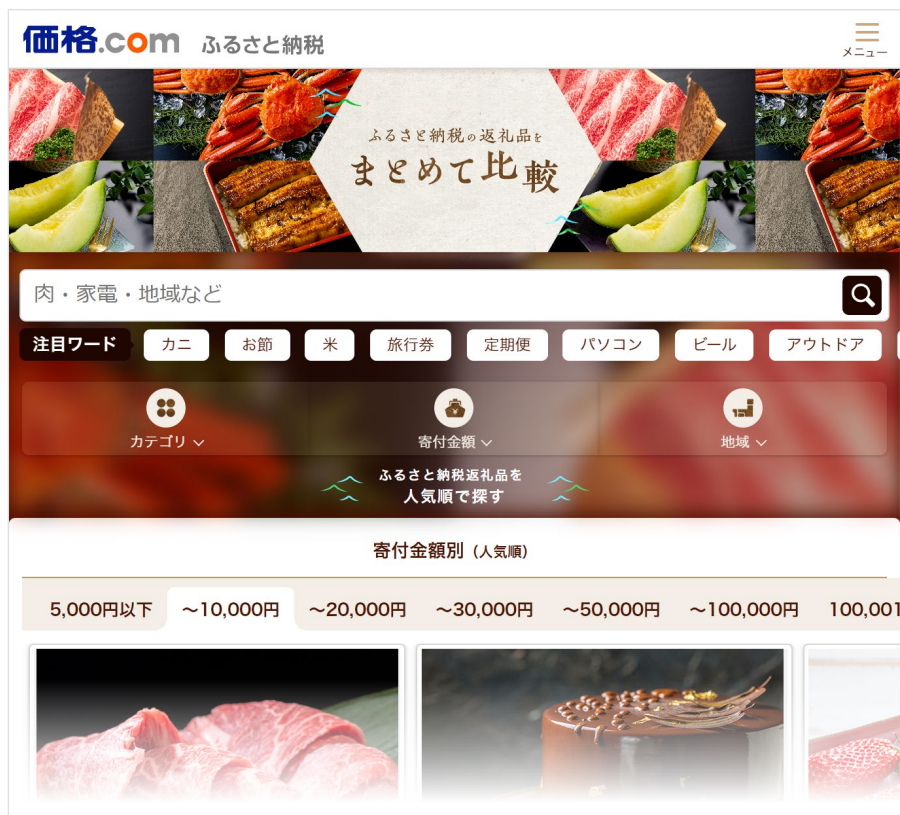 価格.com ふるさと納税
メニュー
ふるさと納税の返礼品を
まとめて比較
肉・家電・地域など
注目ワード カニ お節 米 旅行券 定期便 パソコン ビール アウトドア
カテゴリ 寄付金額 地域
ふるさと納税返礼品を
人気順で探す
寄付金額別（人気順）
5,000円以下 ～10,000円 ～20,000円 ～30,000円 ～50,000円 ～100,000円 100,001